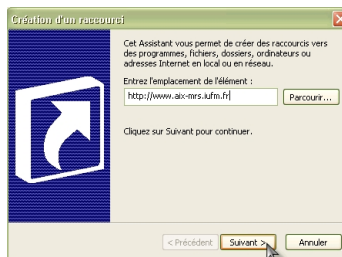 Création d'un raccourci
Cet Assistant vous permet de créer des raccourcis vers
des programmes, fichiers, dossiers, ordinateurs ou
adresses Internet en local ou en réseau.
Entrez l'emplacement de l'élément :
http://www.aix-mrs.iufm.fr
Parcourir...
Cliquez sur Suivant pour continuer.
< Précédent Suivant > Annuler